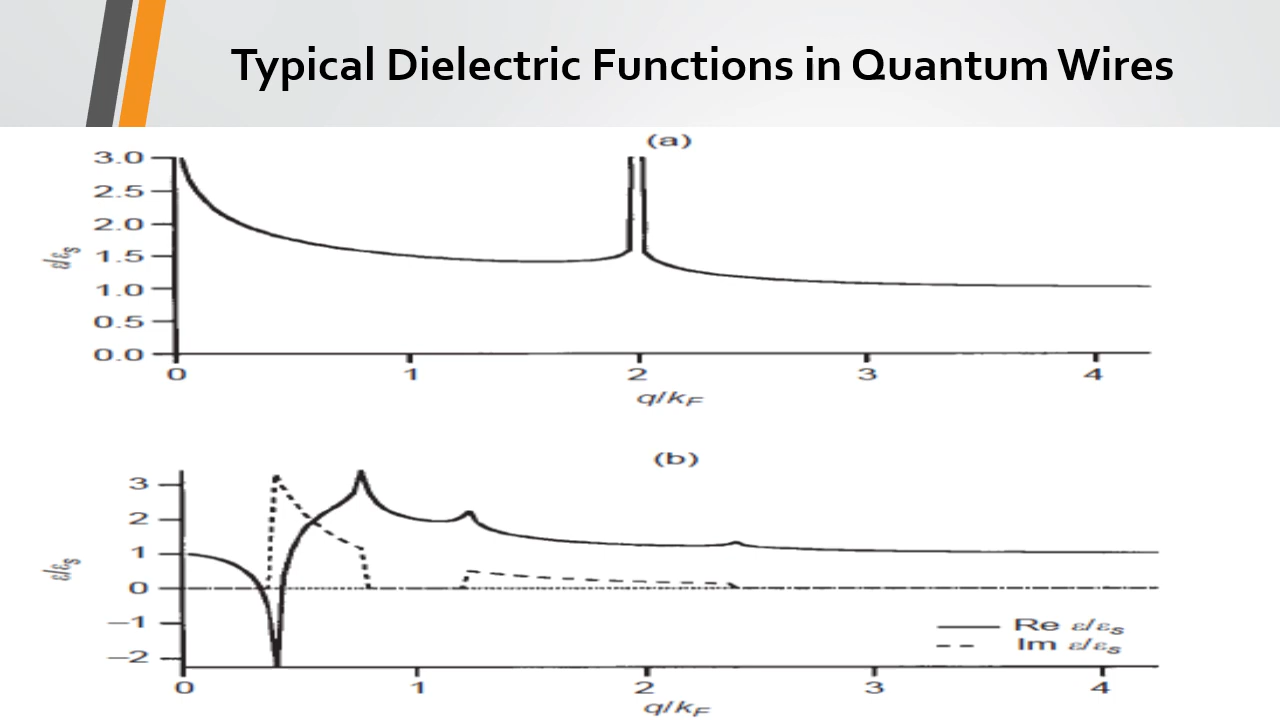 Typical Dielectric Functions in Quantum Wires
(a)
3.0
2.5
2.0
1.5
1.0
0.5
0.0
ε/εs
0 1 2 3 4
q/kF
(b)
3
2
1
0
−1
−2
ε/εs
Re ε/εs
Im ε/εs
0 1 2 3 4
q/kF